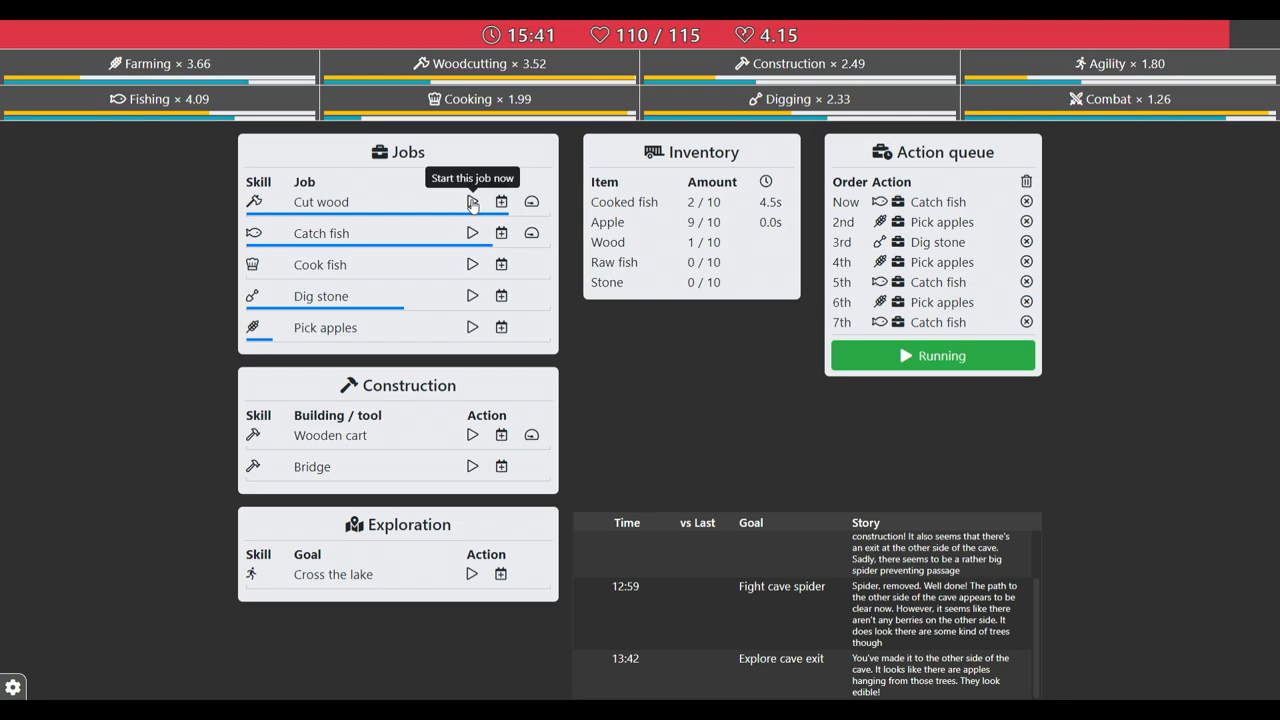 15:41 110 / 115 4.15
Farming × 3.66 Woodcutting × 3.52 Construction × 2.49 Agility × 1.80
Fishing × 4.09 Cooking × 1.99 Digging × 2.33 Combat × 1.26
Jobs
Start this job now
Skill Job
Cut wood
Catch fish
Cook fish
Dig stone
Pick apples
Construction
Skill Building / tool Action
Wooden cart
Bridge
Exploration
Skill Goal Action
Cross the lake
Inventory
Item Amount
Cooked fish 2 / 10 4.5s
Apple 9 / 10 0.0s
Wood 1 / 10
Raw fish 0 / 10
Stone 0 / 10
Action queue
Order Action
Now Catch fish
2nd Pick apples
3rd Dig stone
4th Pick apples
5th Catch fish
6th Pick apples
7th Catch fish
Running
Time vs Last Goal Story
construction! It also seems that there's
an exit at the other side of the cave.
Sadly, there seems to be a rather big
spider preventing passage
12:59 Fight cave spider Spider, removed. Well done! The path to
the other side of the cave appears to be
clear now. However, it seems like there
aren't any berries on the other side. It
does look there are some kind of trees
though
13:42 Explore cave exit You've made it to the other side of the
cave. It looks like there are apples
hanging from those trees. They look
edible!